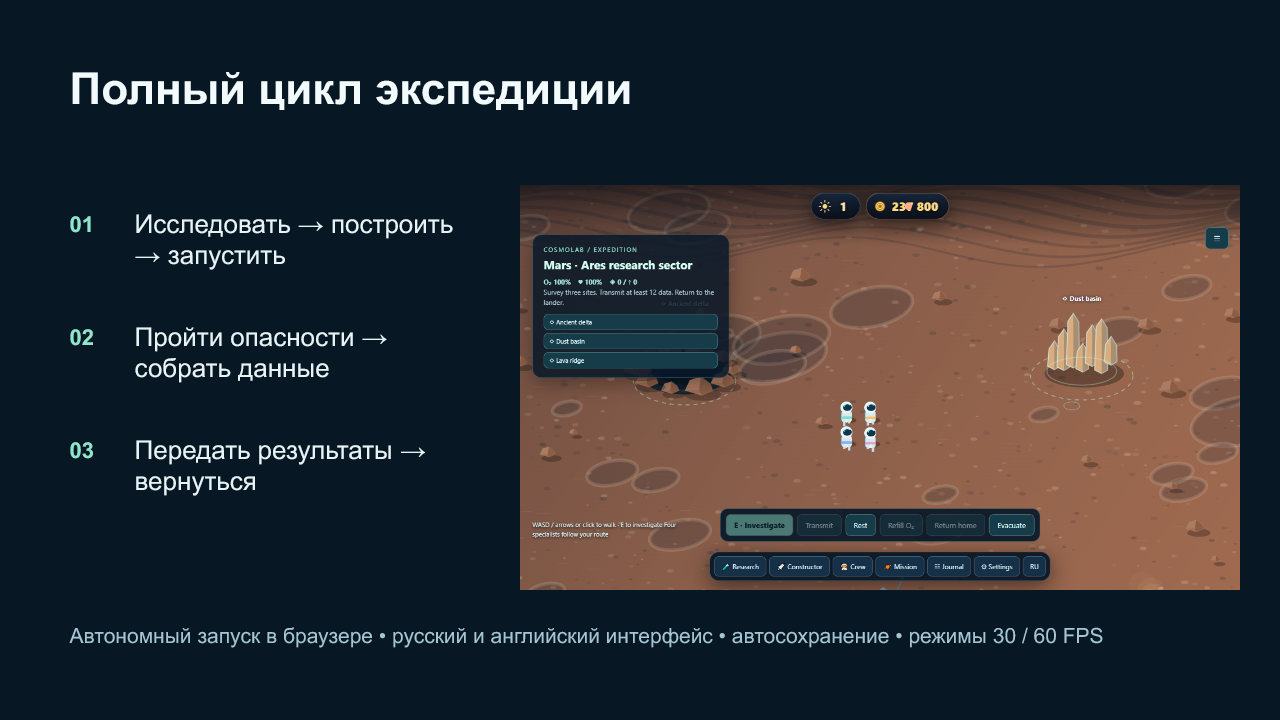 Полный цикл экспедиции
01 Исследовать → построить
→ запустить
02 Пройти опасности →
собрать данные
03 Передать результаты →
вернуться
1
800
COSMOLAB / EXPEDITION
Mars · Ares research sector
O₂ 100% ♥ 100% ◈ 0 / ↑ 0
Survey three sites. Transmit at least 12 data. Return to the
lander.
◇ Ancient delta
◇ Ancient delta
◇ Dust basin
◇ Lava ridge
◇ Dust basin
WASD / arrows or click to walk · E to investigate Four
specialists follow your route
E · Investigate Transmit Rest Refill O₂ Return home Evacuate
Research Constructor Crew Mission Journal Settings RU
Автономный запуск в браузере • русский и английский интерфейс • автосохранение • режимы 30 / 60 FPS